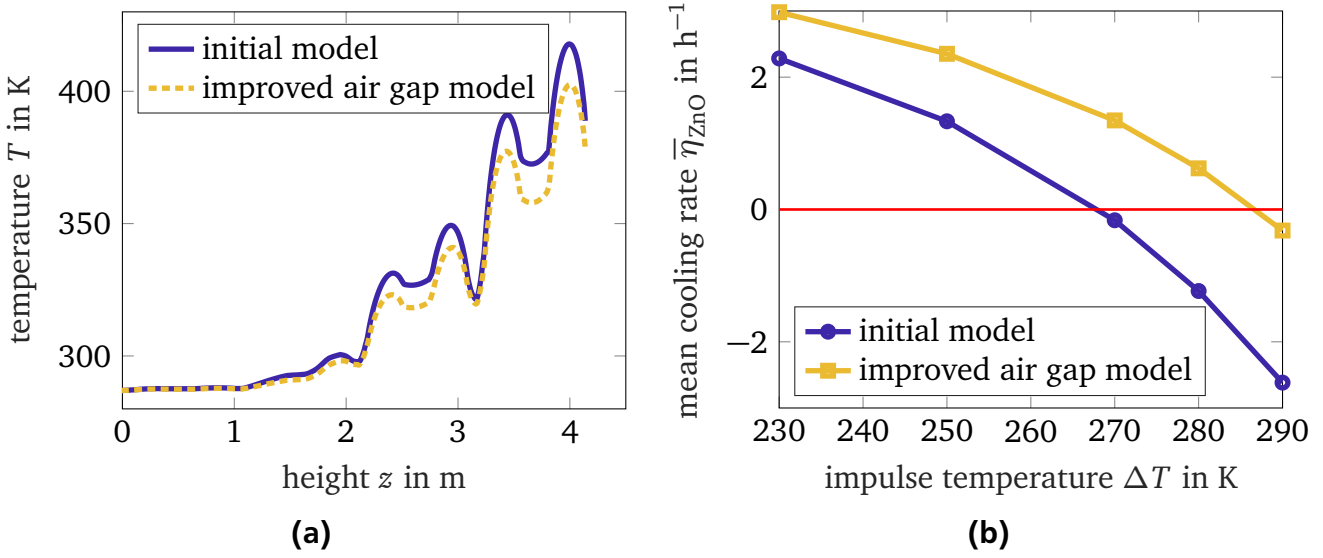 initial model
improved air gap model
temperature T in K
400
350
300
0 1 2 3 4
height z in m
(a)
mean cooling rate η̅ZnO in h⁻¹
2
0
−2
initial model
improved air gap model
230 240 250 260 270 280 290
impulse temperature ΔT in K
(b)